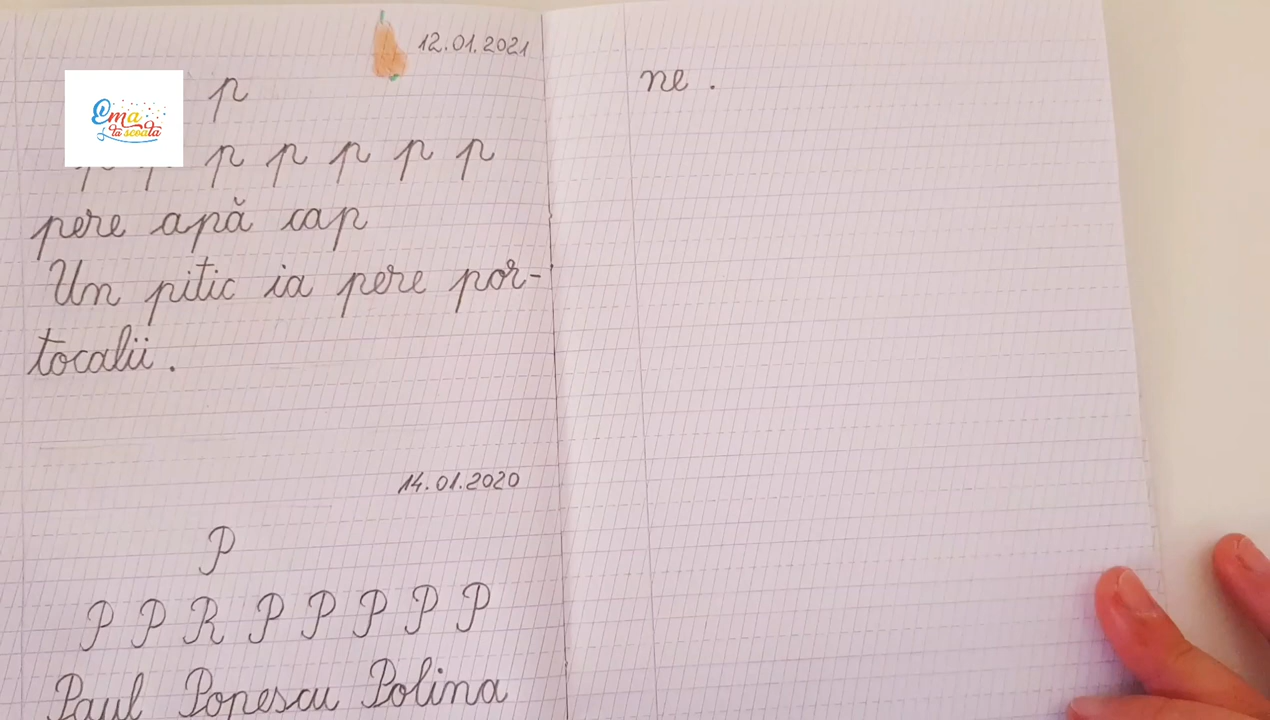 12.01.2021
p
Ema
la scoala
p p p p p p p
pere apă cap
Un pitic ia pere por-
tocalii.
14.01.2020
P
P P R P P P P P
Paul Popescu Polina
ne.